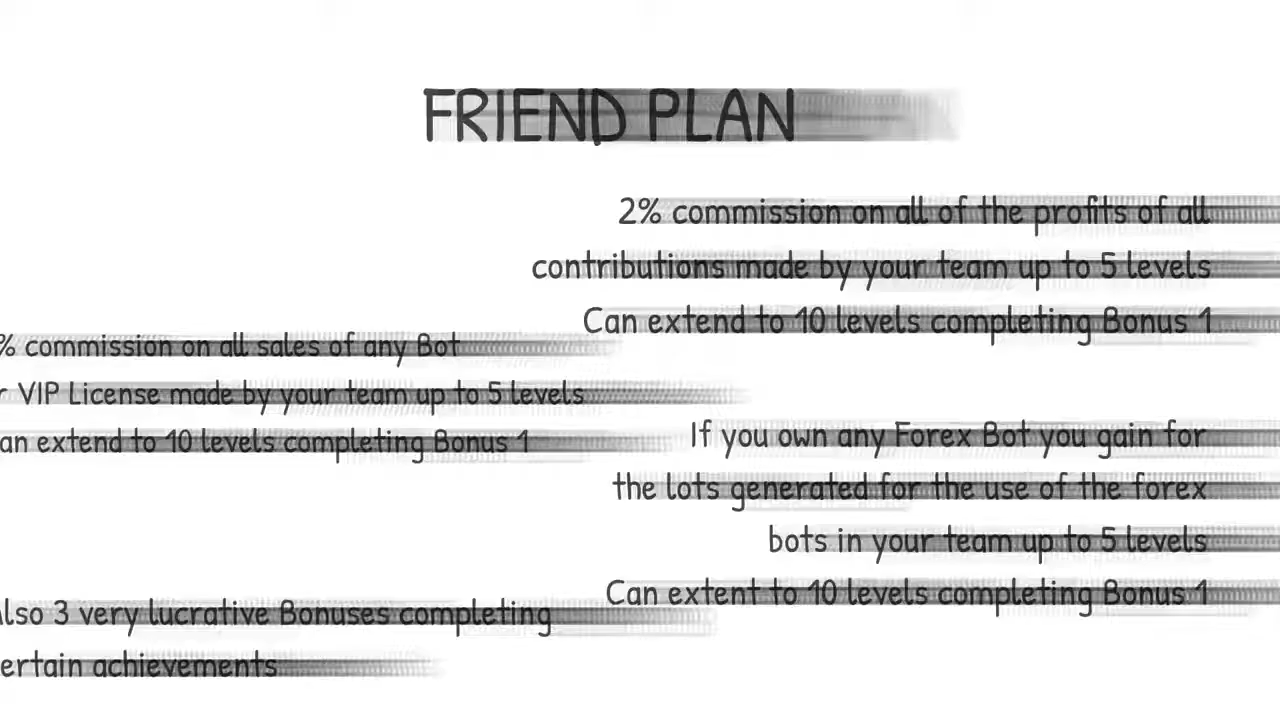 FRIEND PLAN
2% commission on all of the profits of all
contributions made by your team up to 5 levels
Can extend to 10 levels completing Bonus 1
% commission on all sales of any Bot
VIP License made by your team up to 5 levels
extend to 10 levels completing Bonus 1
If you own any Forex Bot you gain for
the lots generated for the use of the forex
bots in your team up to 5 levels
Can extent to 10 levels completing Bonus 1
3 very lucrative Bonuses completing
achievements